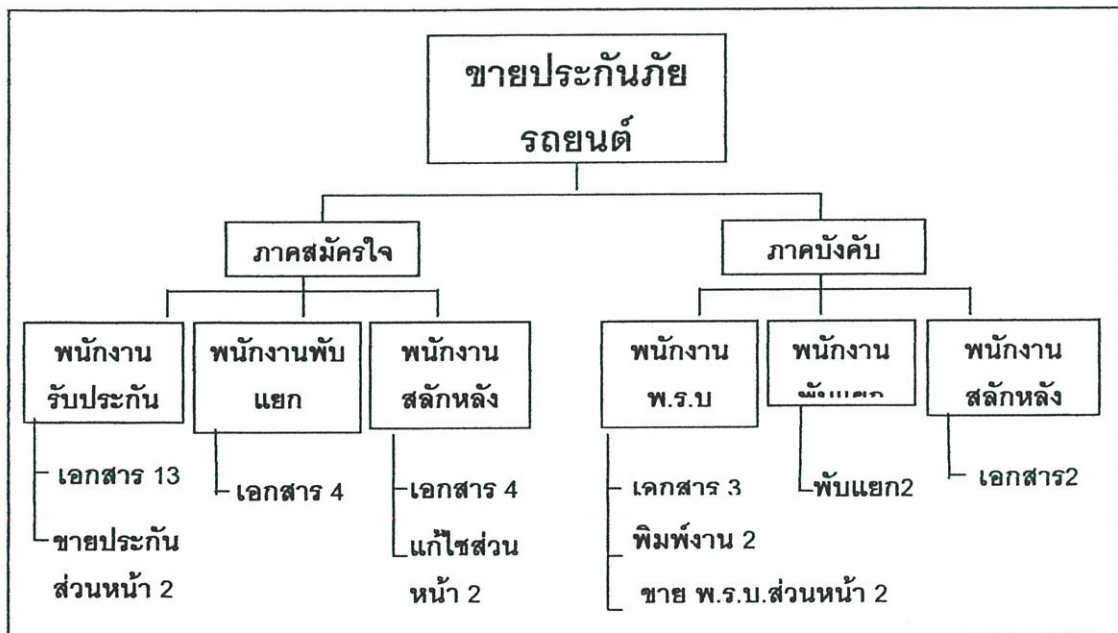 ขายประกันภัย
รถยนต์
ภาคสมัครใจ
ภาคบังคับ
พนักงาน
รับประกัน
พนักงานพับ
แยก
พนักงาน
สลักหลัง
พนักงาน
พ.ร.บ
พนักงาน
พนักงาน
สลักหลัง
เอกสาร 13
ขายประกัน
ส่วนหน้า 2
เอกสาร 4
เอกสาร 4
แก้ไขส่วน
หน้า 2
เอกสาร 3
พิมพ์งาน 2
ขาย พ.ร.บ.ส่วนหน้า 2
พับแยก2
เอกสาร2